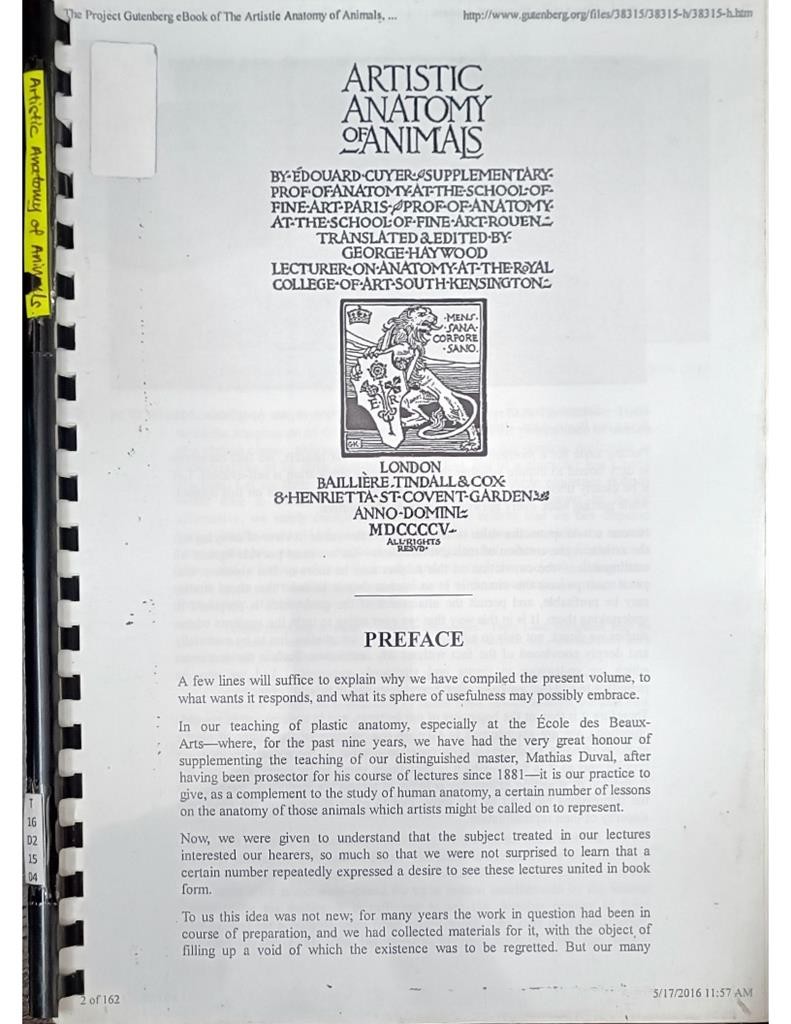 The Project Gutenberg eBook of The Artistic Anatomy of Animals, ...
http://www.gutenberg.org/files/38315/38315-h/38315-h.htm
Artistic Anatomy of Animals.
ARTISTIC
ANATOMY
OF ANIMALS
BY·ÉDOUARD·CUYER·SUPPLEMENTARY·
PROF·OF·ANATOMY·AT·THE·SCHOOL·OF·
FINE·ART·PARIS·PROF·OF·ANATOMY·
AT·THE·SCHOOL·OF·FINE·ART·ROUEN
TRANSLATED & EDITED·BY·
GEORGE·HAYWOOD
LECTURER·ON·ANATOMY·AT·THE·ROYAL
COLLEGE·OF·ART·SOUTH·KENSINGTON
·MENS·
·SANA·
CORPORE
·SANO·
E R
GK
LONDON
BAILLIÈRE·TINDALL & COX·
8·HENRIETTA·ST·COVENT·GARDEN
ANNO·DOMINI
MDCCCCV
ALL·RIGHTS
RESVD·
PREFACE
A few lines will suffice to explain why we have compiled the present volume, to
what wants it responds, and what its sphere of usefulness may possibly embrace.
In our teaching of plastic anatomy, especially at the École des Beaux-
Arts—where, for the past nine years, we have had the very great honour of
supplementing the teaching of our distinguished master, Mathias Duval, after
having been prosector for his course of lectures since 1881—it is our practice to
give, as a complement to the study of human anatomy, a certain number of lessons
on the anatomy of those animals which artists might be called on to represent.
Now, we were given to understand that the subject treated in our lectures
interested our hearers, so much so that we were not surprised to learn that a
certain number repeatedly expressed a desire to see these lectures united in book
form.
To us this idea was not new; for many years the work in question had been in
course of preparation, and we had collected materials for it, with the object of
filling up a void of which the existence was to be regretted. But our many
T
16
D2
15
04
2 of 162
5/17/2016 11:57 AM